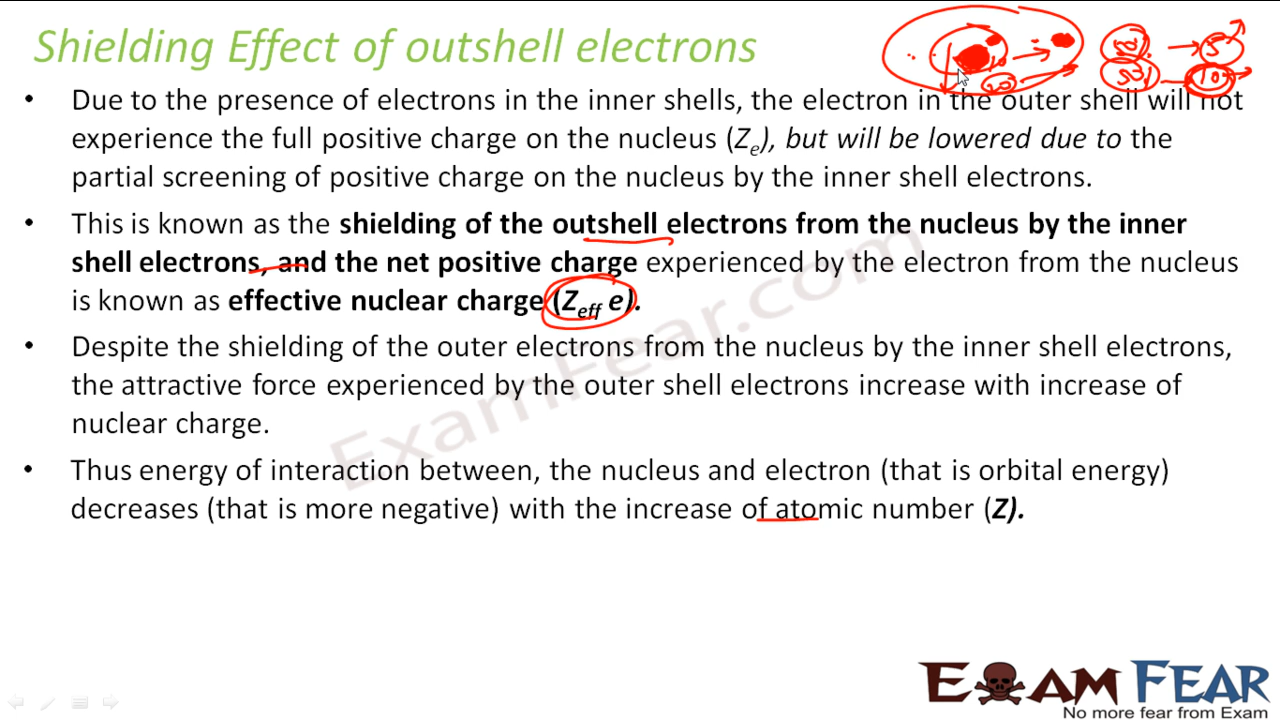 Shielding Effect of outshell electrons
• Due to the presence of electrons in the inner shells, the electron in the outer shell will not
experience the full positive charge on the nucleus (Ze), but will be lowered due to the
partial screening of positive charge on the nucleus by the inner shell electrons.
• This is known as the shielding of the outshell electrons from the nucleus by the inner
shell electrons, and the net positive charge experienced by the electron from the nucleus
is known as effective nuclear charge (Zeff e).
• Despite the shielding of the outer electrons from the nucleus by the inner shell electrons,
the attractive force experienced by the outer shell electrons increase with increase of
nuclear charge.
• Thus energy of interaction between, the nucleus and electron (that is orbital energy)
decreases (that is more negative) with the increase of atomic number (Z).
ExamFear.com
EXAM FEAR
No more fear from Exam